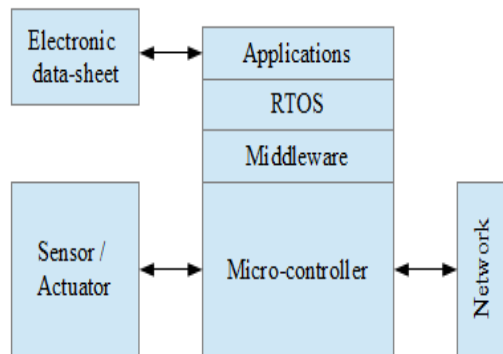 Electronic
data-sheet
Applications
RTOS
Middleware
Sensor /
Actuator
Micro-controller
Network